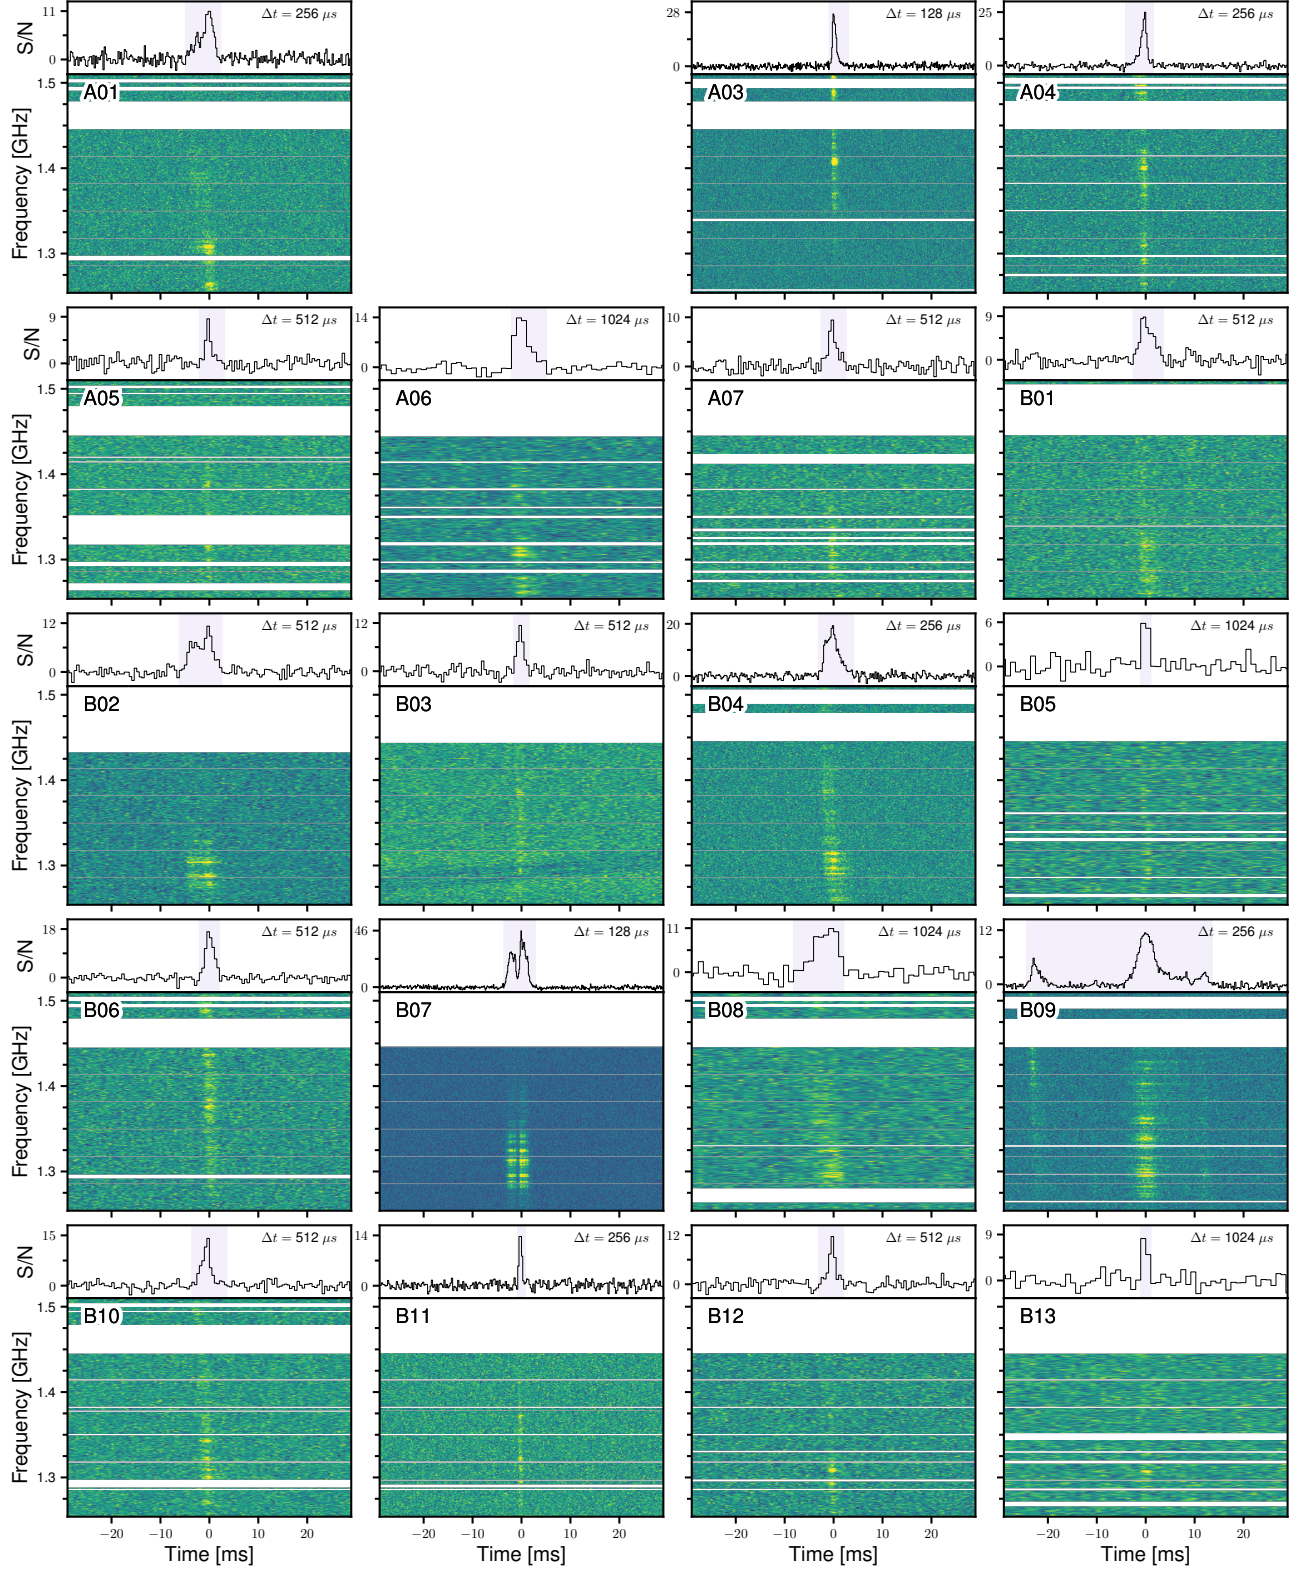 S/N
11
0
Δt = 256 μs
28
0
Δt = 128 μs
25
0
Δt = 256 μs
Frequency [GHz]
1.5
1.4
1.3
A01
A03
A04
S/N
9
0
Δt = 512 μs
14
0
Δt = 1024 μs
10
0
Δt = 512 μs
9
0
Δt = 512 μs
Frequency [GHz]
1.5
1.4
1.3
A05
A06
A07
B01
S/N
12
0
Δt = 512 μs
12
0
Δt = 512 μs
20
0
Δt = 256 μs
6
0
Δt = 1024 μs
Frequency [GHz]
1.5
1.4
1.3
B02
B03
B04
B05
S/N
18
0
Δt = 512 μs
46
0
Δt = 128 μs
11
0
Δt = 1024 μs
12
0
Δt = 256 μs
Frequency [GHz]
1.5
1.4
1.3
B06
B07
B08
B09
S/N
15
0
Δt = 512 μs
14
0
Δt = 256 μs
12
0
Δt = 512 μs
9
0
Δt = 1024 μs
Frequency [GHz]
1.5
1.4
1.3
B10
B11
B12
B13
−20 −10 0 10 20
−20 −10 0 10 20
−20 −10 0 10 20
−20 −10 0 10 20
Time [ms]
Time [ms]
Time [ms]
Time [ms]